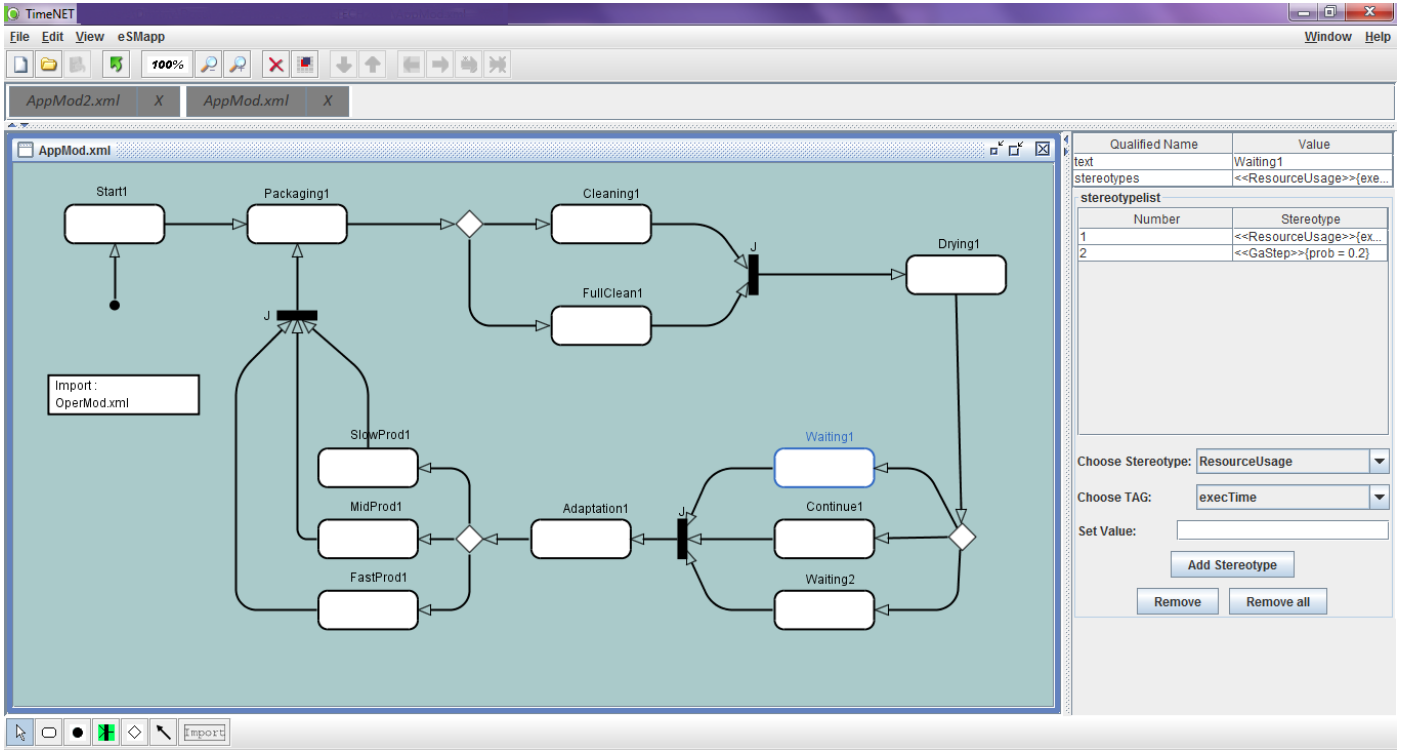 TimeNET
File Edit View eSMapp Window Help
100%
AppMod2.xml X AppMod.xml X
AppMod.xml
Start1
Packaging1
Cleaning1
J
Drying1
FullClean1
J
Import :
OperMod.xml
SlowProd1
Waiting1
MidProd1
Adaptation1
J
Continue1
FastProd1
Waiting2
Qualified Name Value
text Waiting1
stereotypes <<ResourceUsage>>{exe...
stereotypelist
Number Stereotype
1 <<ResourceUsage>>{ex...
2 <<GaStep>>{prob = 0.2}
Choose Stereotype: ResourceUsage
Choose TAG: execTime
Set Value:
Add Stereotype
Remove Remove all
Import